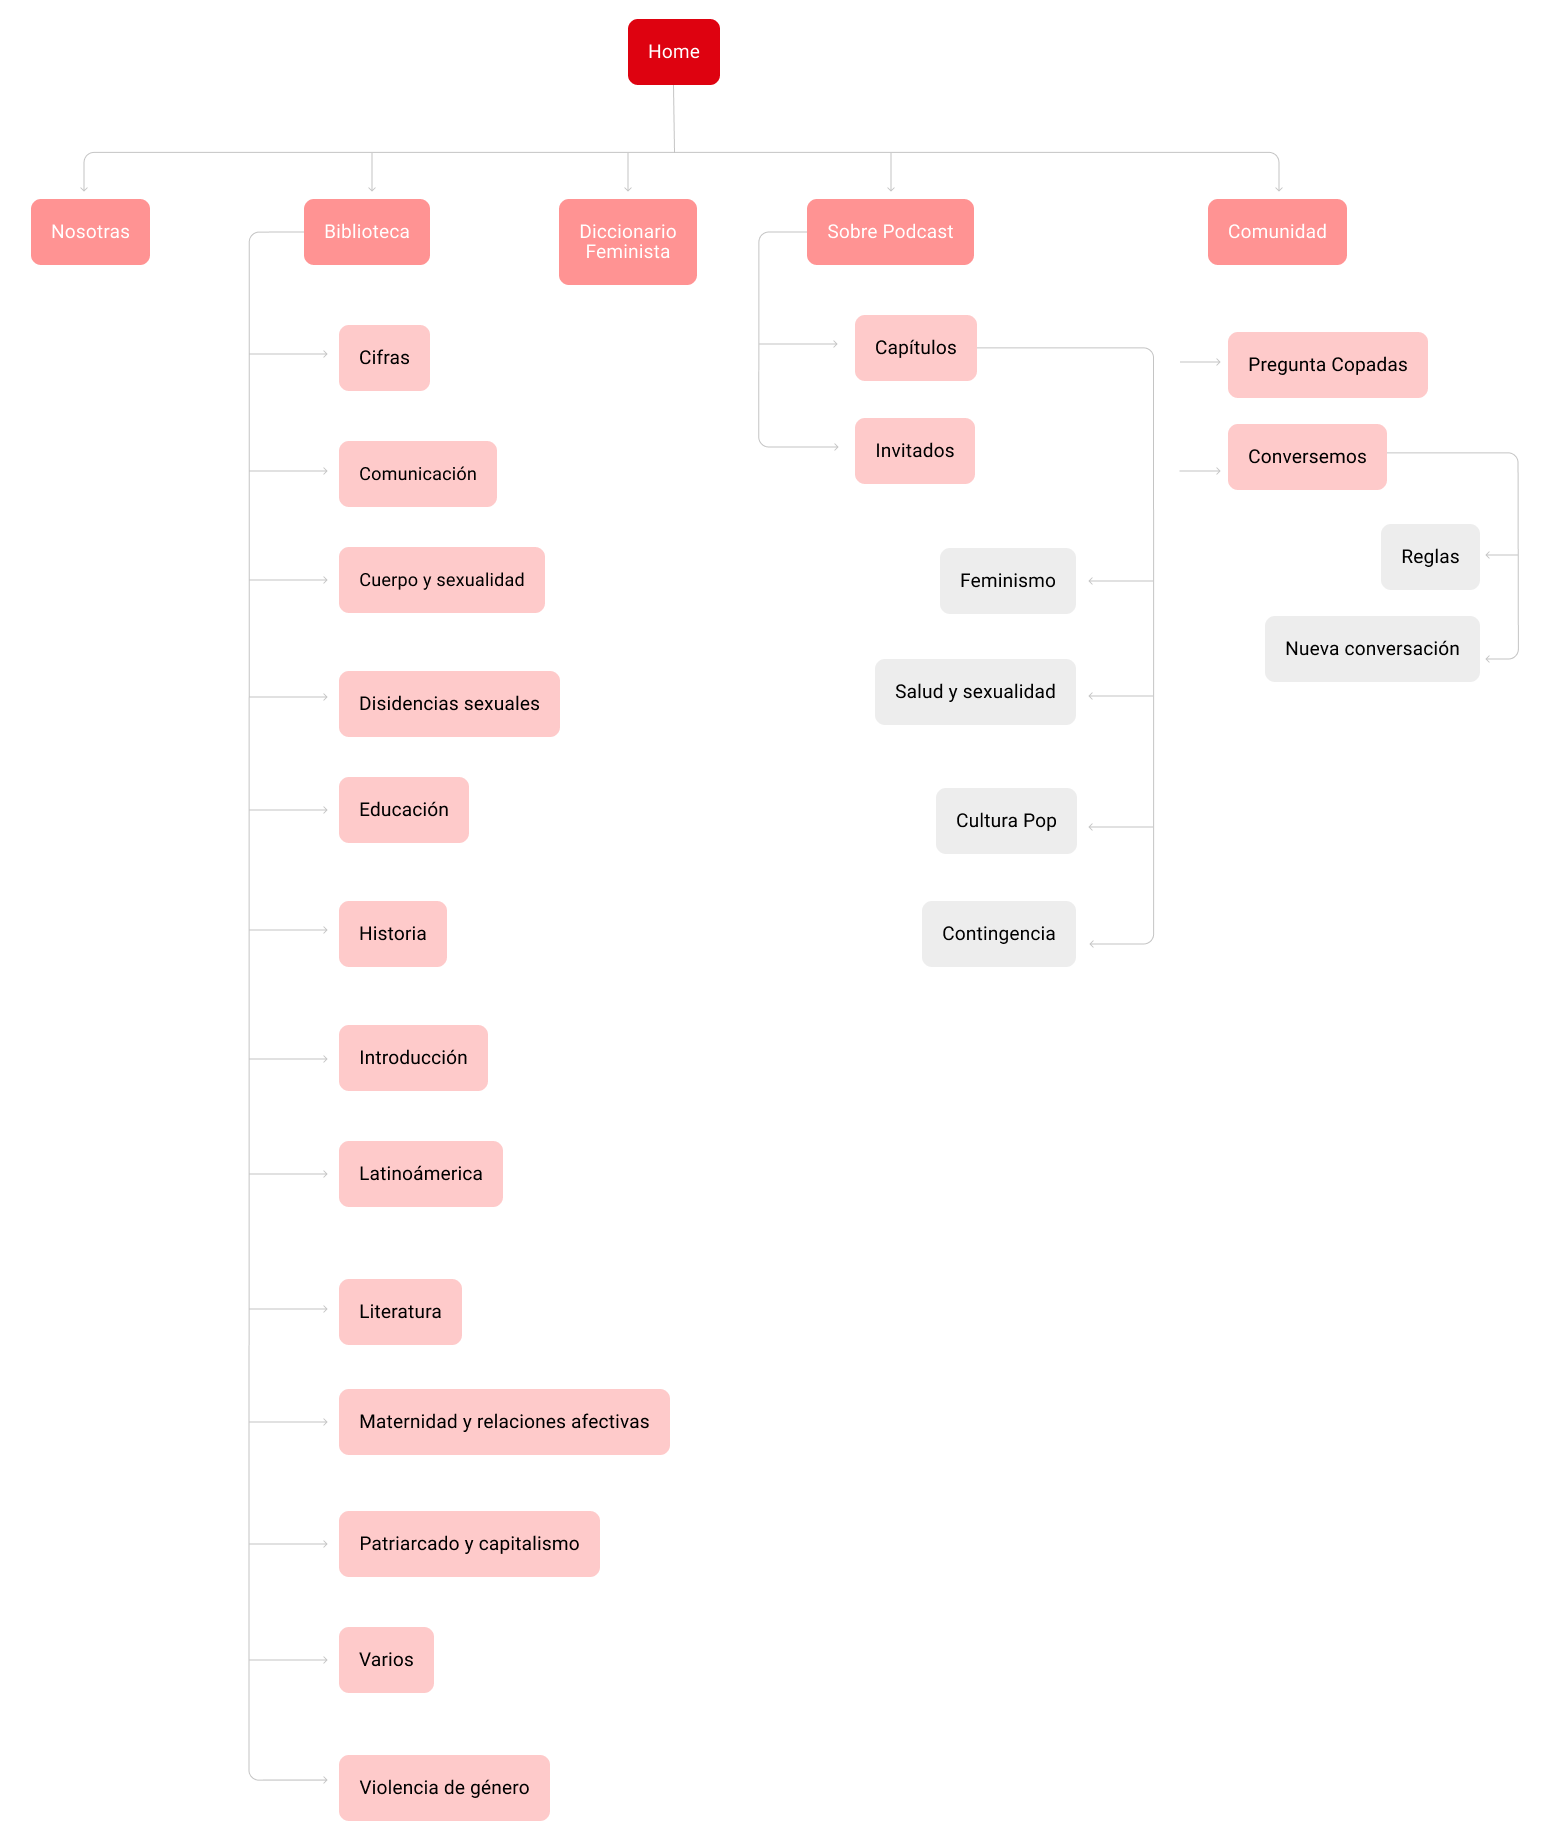 Home
Nosotras
Biblioteca
Diccionario
Feminista
Sobre Podcast
Comunidad
Cifras
Comunicación
Cuerpo y sexualidad
Disidencias sexuales
Educación
Historia
Introducción
Latinoámerica
Literatura
Maternidad y relaciones afectivas
Patriarcado y capitalismo
Varios
Violencia de género
Capítulos
Invitados
Feminismo
Salud y sexualidad
Cultura Pop
Contingencia
Pregunta Copadas
Conversemos
Reglas
Nueva conversación